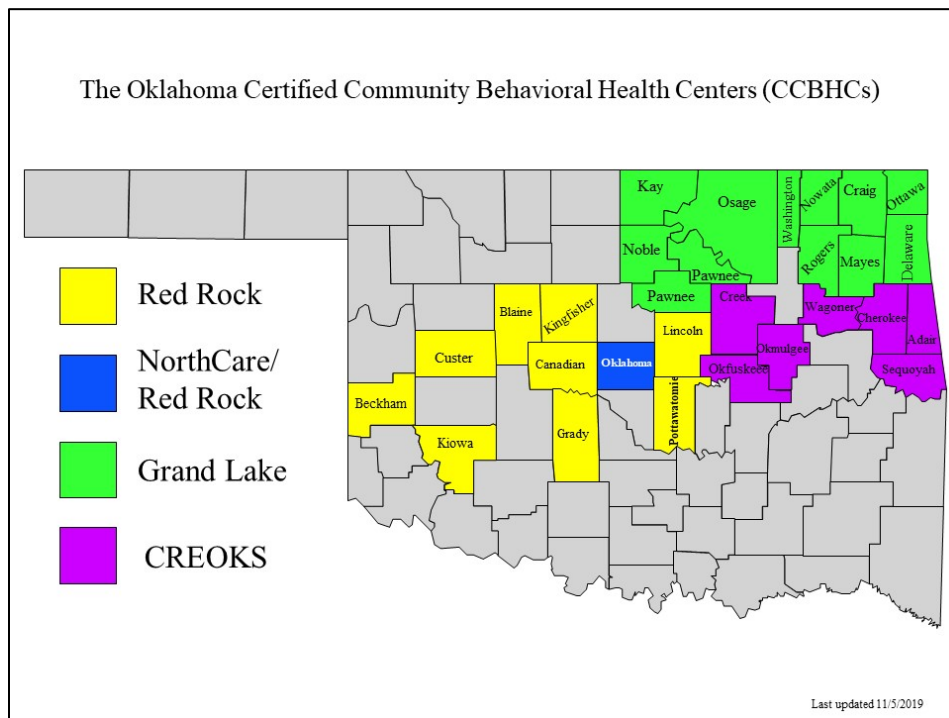 The Oklahoma Certified Community Behavioral Health Centers (CCBHCs)
Kay
Osage
Washington
Nowata
Craig
Ottawa
Noble
Pawnee
Rogers
Mayes
Delaware
Pawnee
Creek
Wagoner
Cherokee
Adair
Red Rock
Blaine
Kingfisher
Lincoln
Okmulgee
Custer
Canadian
Oklahoma
Okfuskeee
Sequoyah
NorthCare/
Red Rock
Beckham
Kiowa
Grady
Pottawatomie
Grand Lake
CREOKS
Last updated 11/5/2019